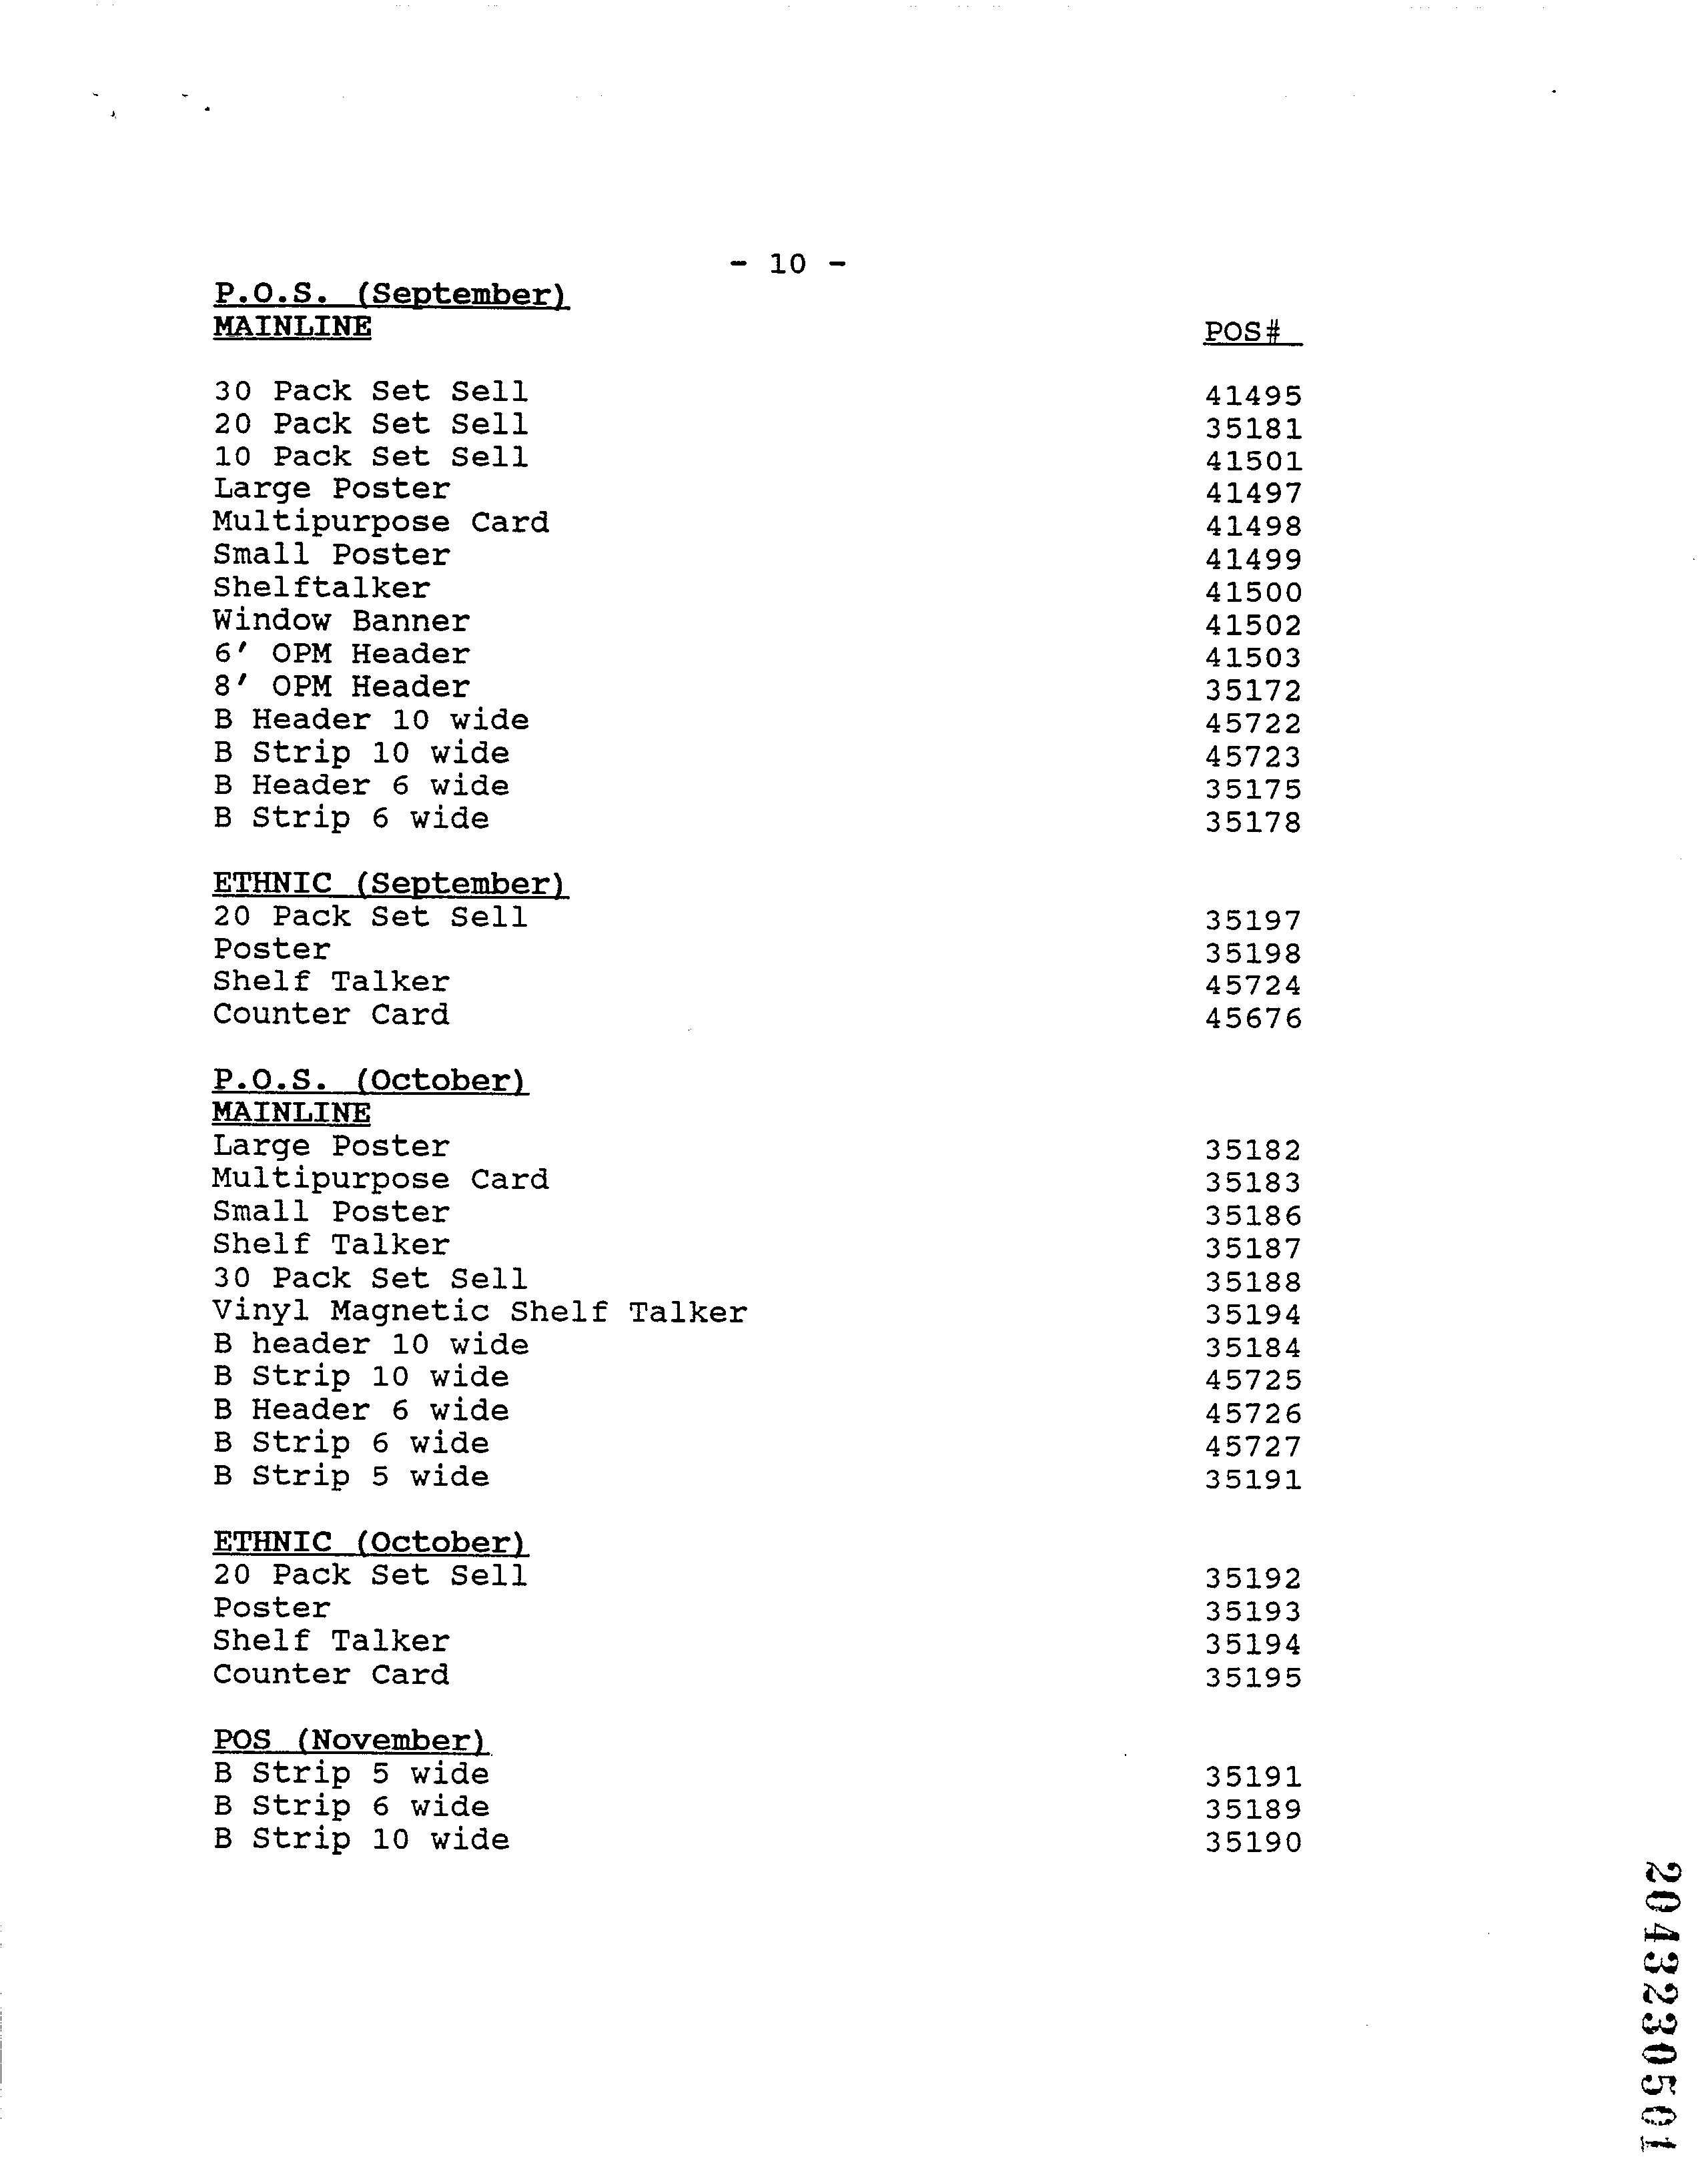 - 10 -
P.O.S. (September)
MAINLINE POS#
30 Pack Set Sell 41495
20 Pack Set Sell 35181
10 Pack Set Sell 41501
Large Poster 41497
Multipurpose Card 41498
Small Poster 41499
Shelftalker 41500
Window Banner 41502
6' OPM Header 41503
8' OPM Header 35172
B Header 10 wide 45722
B Strip 10 wide 45723
B Header 6 wide 35175
B Strip 6 wide 35178
ETHNIC (September)
20 Pack Set Sell 35197
Poster 35198
Shelf Talker 45724
Counter Card 45676
P.O.S. (October)
MAINLINE
Large Poster 35182
Multipurpose Card 35183
Small Poster 35186
Shelf Talker 35187
30 Pack Set Sell 35188
Vinyl Magnetic Shelf Talker 35194
B header 10 wide 35184
B Strip 10 wide 45725
B Header 6 wide 45726
B Strip 6 wide 45727
B Strip 5 wide 35191
ETHNIC (October)
20 Pack Set Sell 35192
Poster 35193
Shelf Talker 35194
Counter Card 35195
POS (November)
B Strip 5 wide 35191
B Strip 6 wide 35189
B Strip 10 wide 35190
2043230501